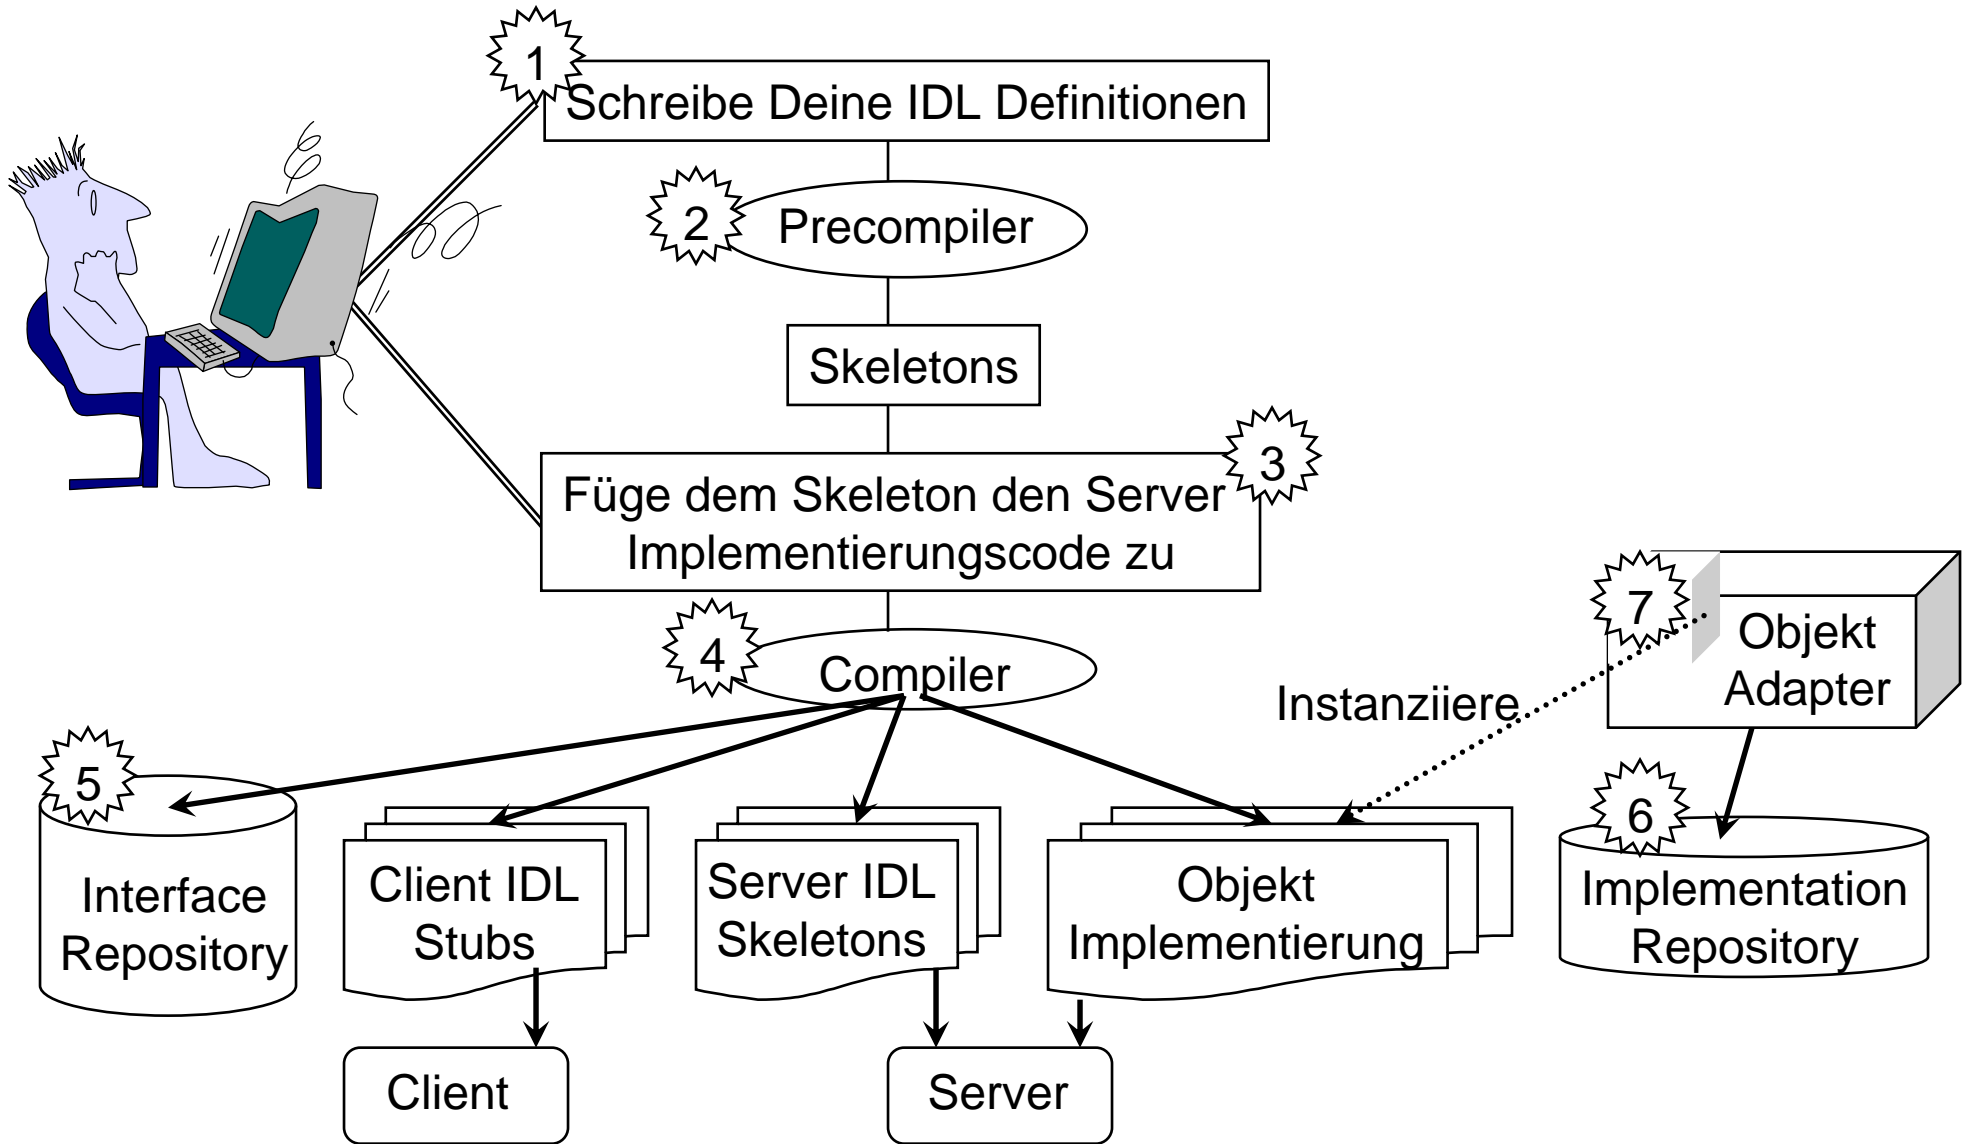 1
Schreibe Deine IDL Definitionen
2
Precompiler
Skeletons
3
Füge dem Skeleton den Server
Implementierungscode zu
4
Compiler
7
Objekt
Adapter
Instanziiere
5
6
Interface
Repository
Client IDL
Stubs
Server IDL
Skeletons
Objekt
Implementierung
Implementation
Repository
Client
Server